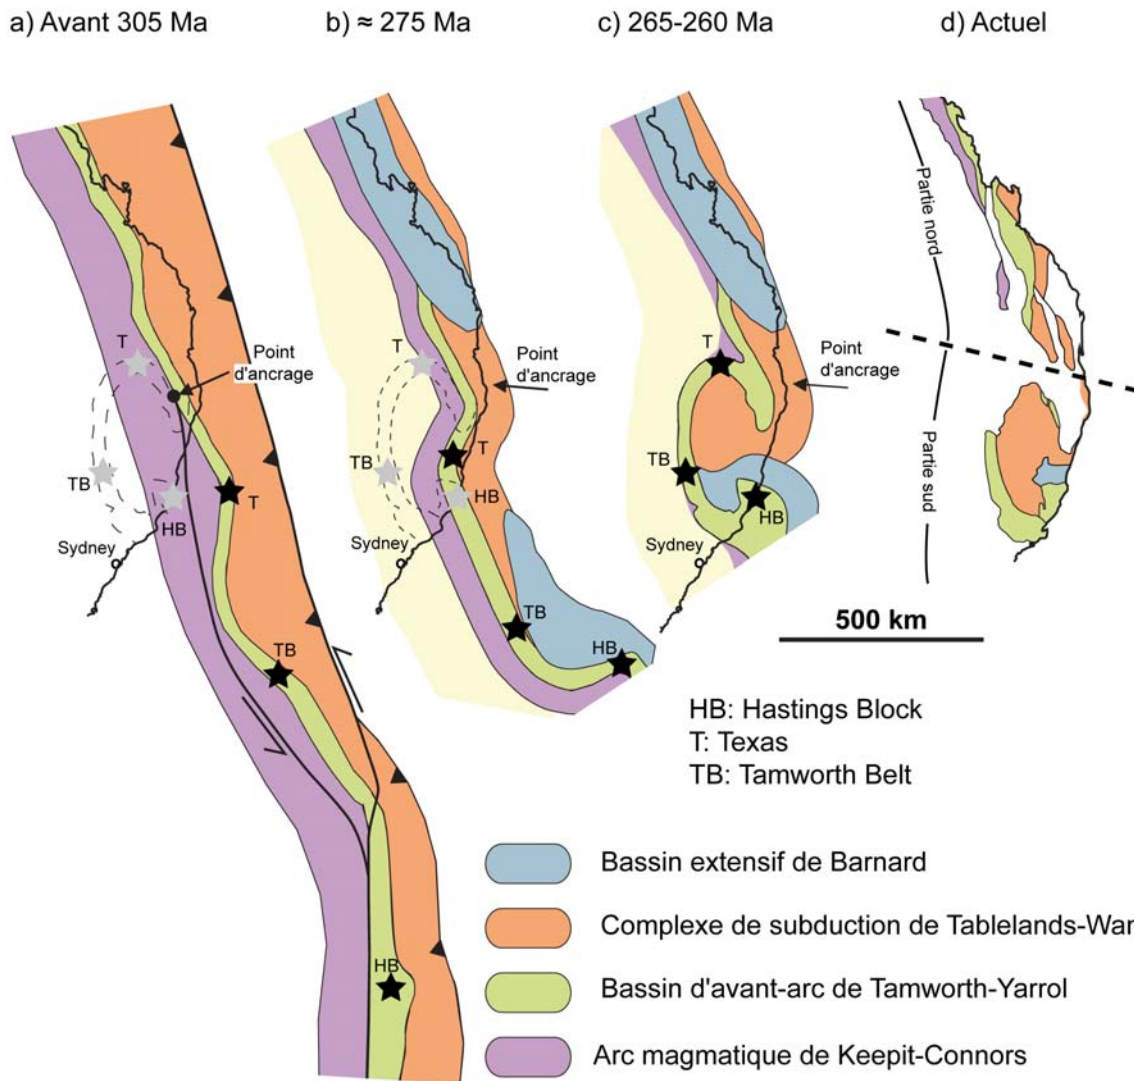 a) Avant 305 Ma
b) ≈ 275 Ma
c) 265-260 Ma
d) Actuel
T
Point
d'ancrage
TB
HB
T
Sydney
TB
HB
T
Point
d'ancrage
T
TB
HB
Sydney
TB
HB
T
Point
d'ancrage
TB
HB
Sydney
Partie nord
Partie sud
500 km
HB: Hastings Block
T: Texas
TB: Tamworth Belt
Bassin extensif de Barnard
Complexe de subduction de Tablelands-War
Bassin d'avant-arc de Tamworth-Yarrol
Arc magmatique de Keepit-Connors